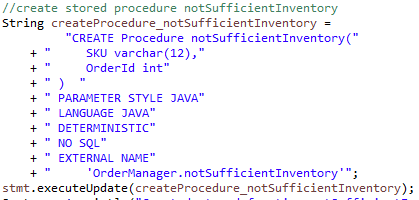 //create stored procedure notSufficientInventory
String createProcedure_notSufficientInventory =
"CREATE Procedure notSufficientInventory("
+ "    SKU varchar(12),"
+ "    OrderId int"
+ " )  "
+ " PARAMETER STYLE JAVA"
+ " LANGUAGE JAVA"
+ " DETERMINISTIC"
+ " NO SQL"
+ " EXTERNAL NAME"
+ "    'OrderManager.notSufficientInventory'";
stmt.executeUpdate(createProcedure_notSufficientInventory);